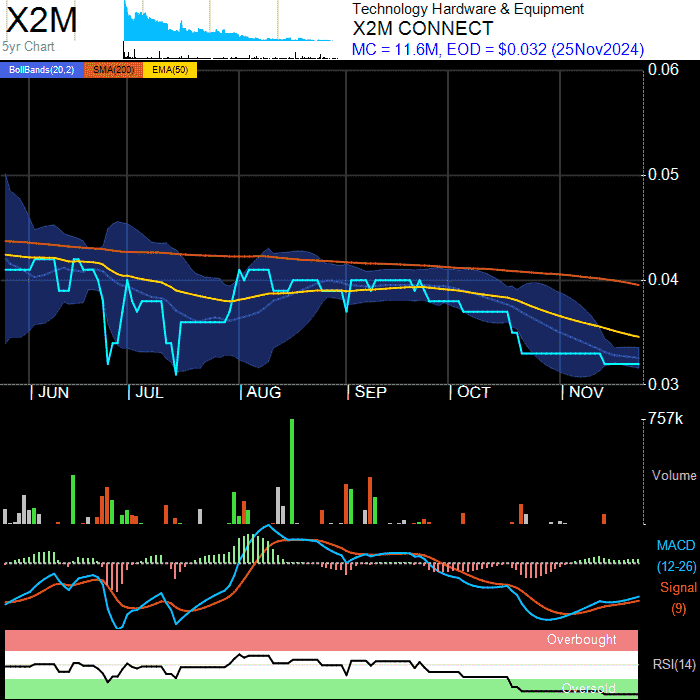 X2M
5yr Chart
Technology Hardware & Equipment
X2M CONNECT
MC = 11.6M, EOD = $0.032 (25Nov2024)
BollBands(20,2) SMA(200) EMA(50)
0.06
0.05
0.04
0.03
JUN JUL AUG SEP OCT NOV
757k
Volume
MACD
(12-26)
Signal
(9)
Overbought
RSI(14)
Oversold